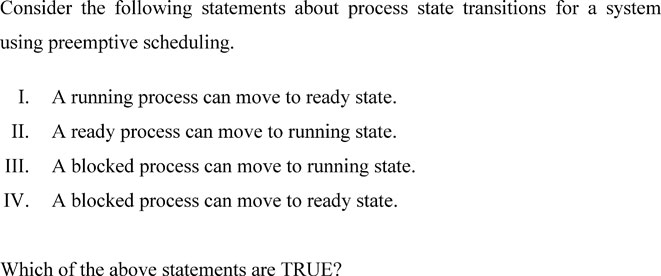 Consider the following statements about process state transitions for a system
using preemptive scheduling.
I. A running process can move to ready state.
II. A ready process can move to running state.
III. A blocked process can move to running state.
IV. A blocked process can move to ready state.
Which of the above statements are TRUE?